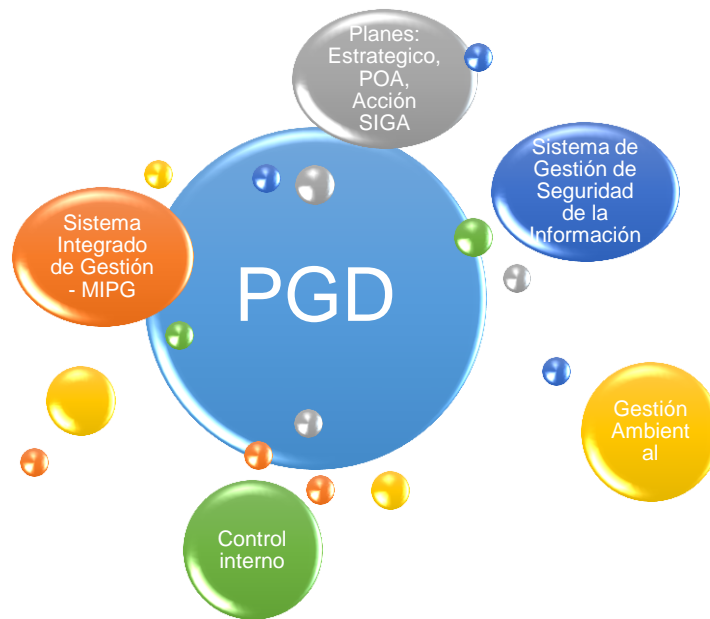 Planes:
Estrategico,
POA,
Acción
SIGA
Sistema de
Gestión de
Seguridad
de la
Información
Sistema
Integrado
de Gestión
- MIPG
PGD
Gestión
Ambient
al
Control
interno